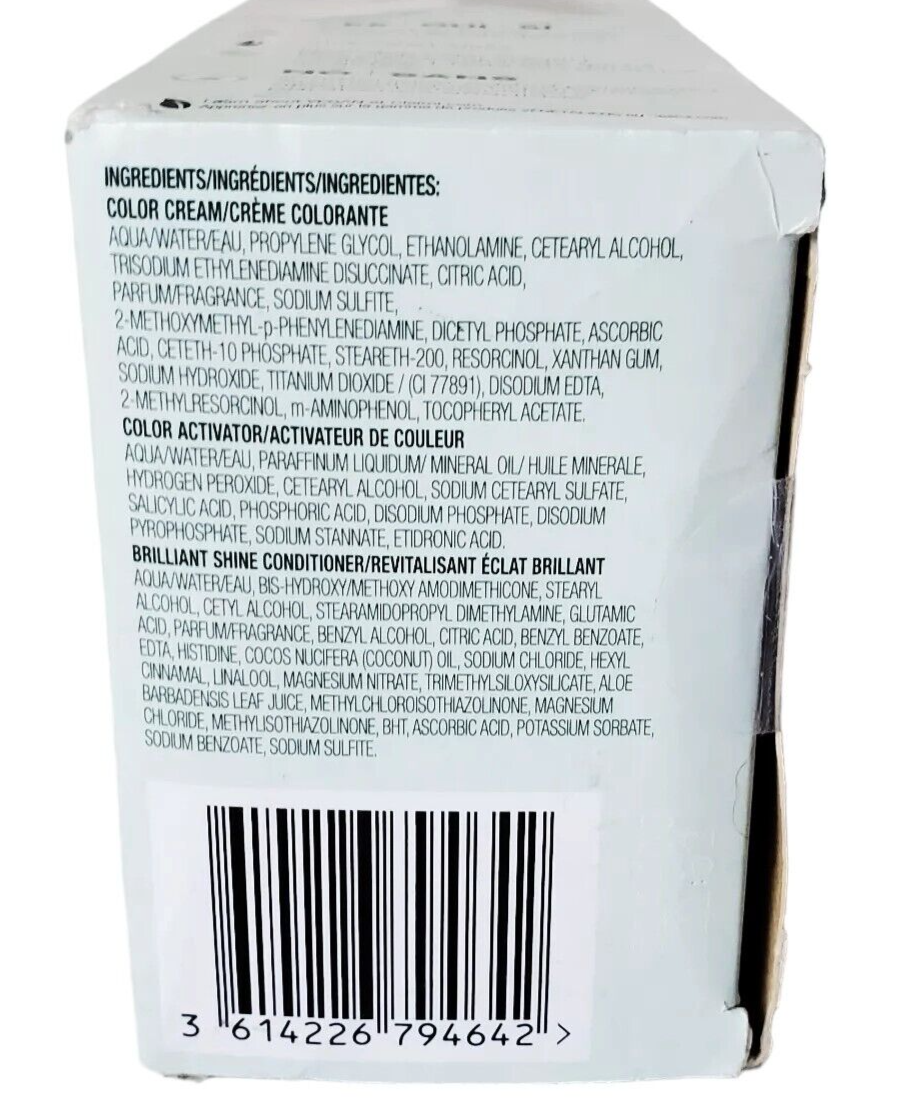 INGREDIENTS/INGRÉDIENTS/INGREDIENTES:
COLOR CREAM/CRÈME COLORANTE
AQUA/WATER/EAU, PROPYLENE GLYCOL, ETHANOLAMINE, CETEARYL ALCOHOL,
TRISODIUM ETHYLENEDIAMINE DISUCCINATE, CITRIC ACID,
PARFUM/FRAGRANCE, SODIUM SULFITE,
2-METHOXYMETHYL-p-PHENYLENEDIAMINE, DICETYL PHOSPHATE, ASCORBIC
ACID, CETETH-10 PHOSPHATE, STEARETH-200, RESORCINOL, XANTHAN GUM,
SODIUM HYDROXIDE, TITANIUM DIOXIDE / (CI 77891), DISODIUM EDTA,
2-METHYLRESORCINOL, m-AMINOPHENOL, TOCOPHERYL ACETATE.
COLOR ACTIVATOR/ACTIVATEUR DE COULEUR
AQUA/WATER/EAU, PARAFFINUM LIQUIDUM/ MINERAL OIL/ HUILE MINERALE,
HYDROGEN PEROXIDE, CETEARYL ALCOHOL, SODIUM CETEARYL SULFATE,
SALICYLIC ACID, PHOSPHORIC ACID, DISODIUM PHOSPHATE, DISODIUM
PYROPHOSPHATE, SODIUM STANNATE, ETIDRONIC ACID.
BRILLIANT SHINE CONDITIONER/REVITALISANT ÉCLAT BRILLANT
AQUA/WATER/EAU, BIS-HYDROXY/METHOXY AMODIMETHICONE, STEARYL
ALCOHOL, CETYL ALCOHOL, STEARAMIDOPROPYL DIMETHYLAMINE, GLUTAMIC
ACID, PARFUM/FRAGRANCE, BENZYL ALCOHOL, CITRIC ACID, BENZYL BENZOATE,
EDTA, HISTIDINE, COCOS NUCIFERA (COCONUT) OIL, SODIUM CHLORIDE, HEXYL
CINNAMAL, LINALOOL, MAGNESIUM NITRATE, TRIMETHYLSILOXYSILICATE, ALOE
BARBADENSIS LEAF JUICE, METHYLCHLOROISOTHIAZOLINONE, MAGNESIUM
CHLORIDE, METHYLISOTHIAZOLINONE, BHT, ASCORBIC ACID, POTASSIUM SORBATE,
SODIUM BENZOATE, SODIUM SULFITE.
3 614226 794642 >